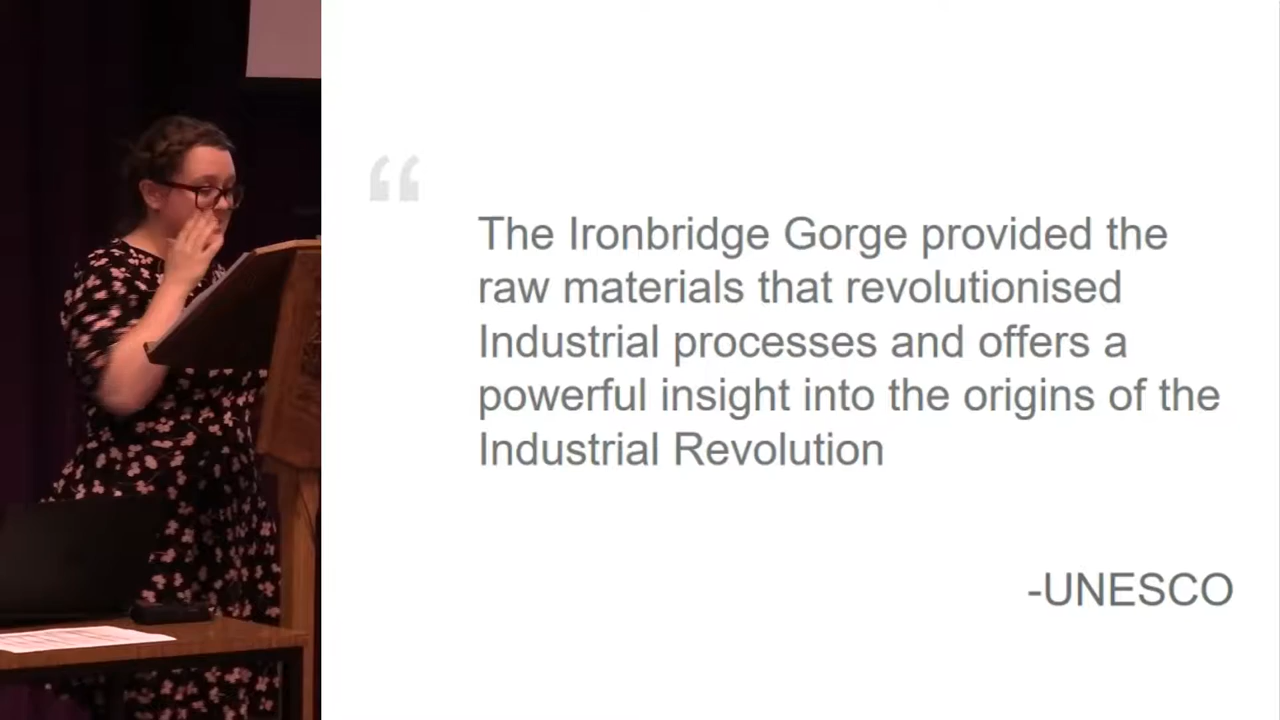 “
The Ironbridge Gorge provided the
raw materials that revolutionised
Industrial processes and offers a
powerful insight into the origins of the
Industrial Revolution
-UNESCO